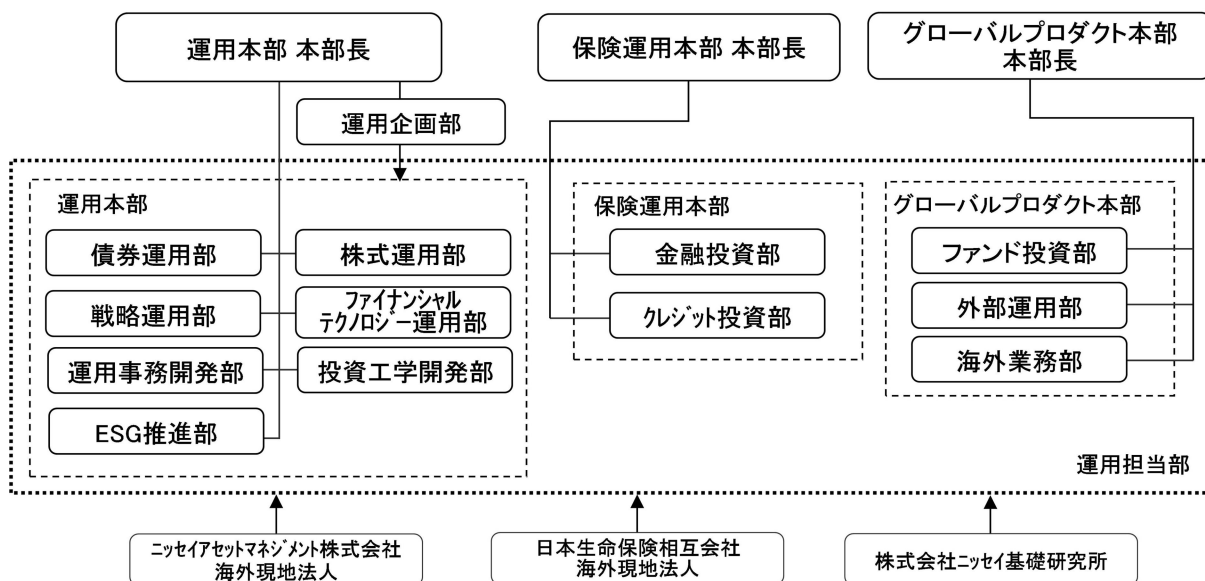 運用本部 本部長
保険運用本部 本部長
グローバルプロダクト本部
本部長
運用企画部
運用本部
債券運用部
株式運用部
戦略運用部
ファイナンシャル
テクノロジー運用部
運用事務開発部
投資工学開発部
ESG推進部
保険運用本部
金融投資部
クレジット投資部
グローバルプロダクト本部
ファンド投資部
外部運用部
海外業務部
運用担当部
ニッセイアセットマネジメント株式会社
海外現地法人
日本生命保険相互会社
海外現地法人
株式会社ニッセイ基礎研究所